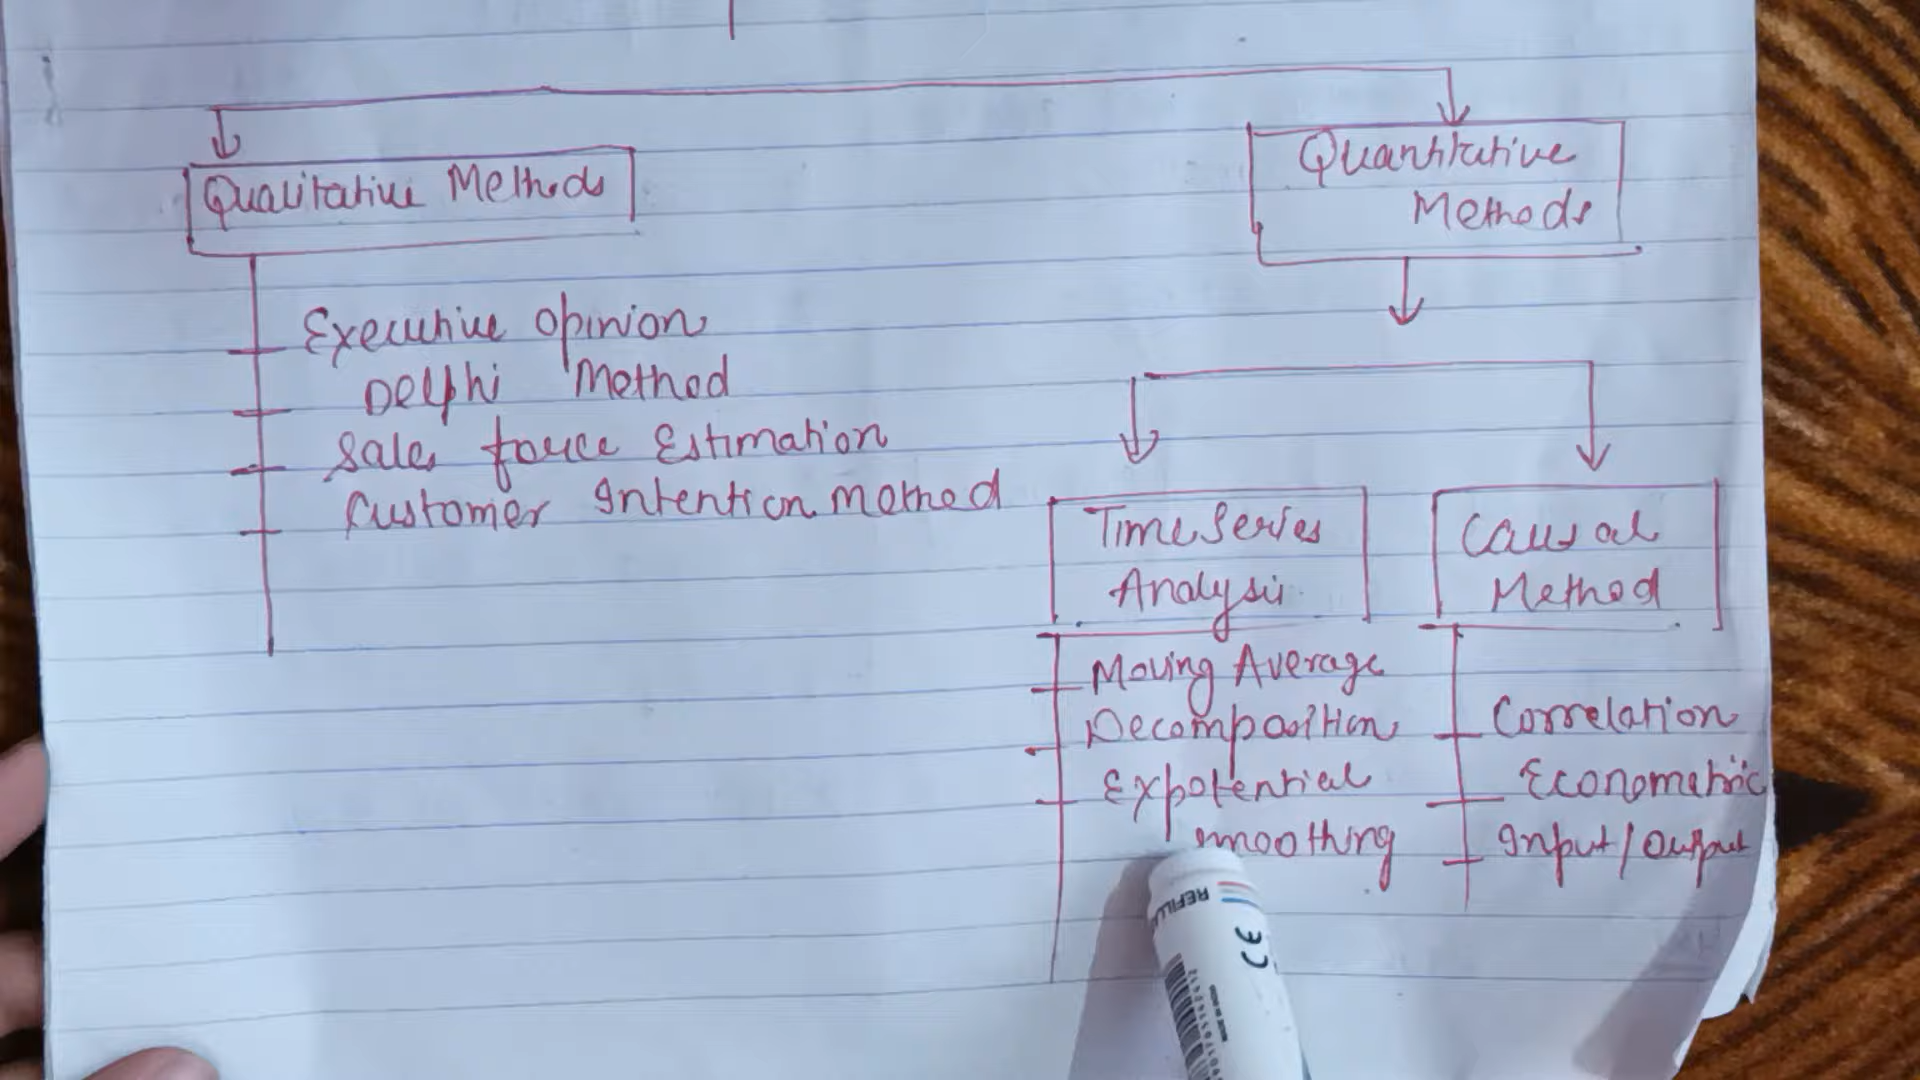 Qualitative Methods
Executive opinion
Delphi Method
Sales force Estimation
Customer Intention Method
Quantitative
Methods
Time Series
Analysis
Moving Average
Decomposition
Expotential
smoothing
Causal
Method
Correlation
Econometric
Input/Output
REFILL
CE